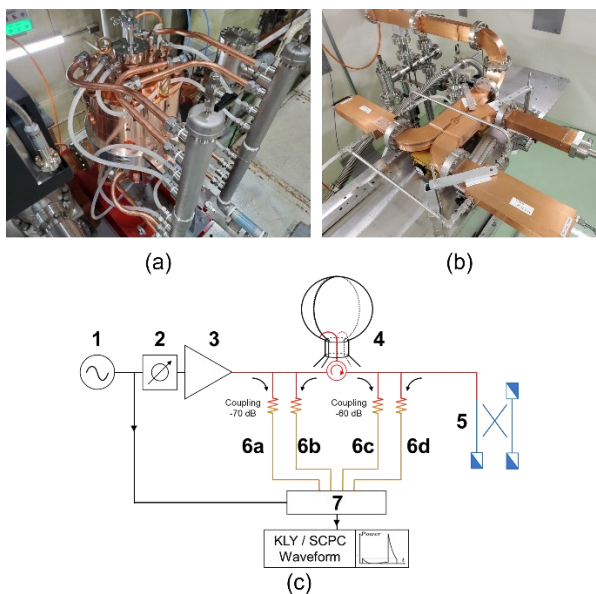 (a)
(b)
1
2
3
4
Coupling
-70 dB
Coupling
-60 dB
5
6a
6b
6c
6d
7
KLY / SCPC
Waveform
Power
(c)